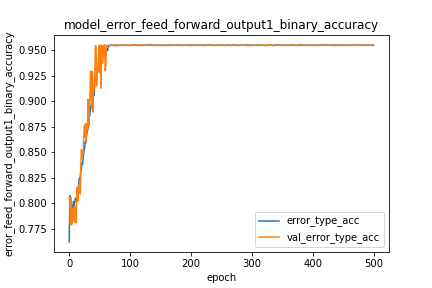 model_error_feed_forward_output1_binary_accuracy
error_feed_forward_output1_binary_accuracy
0.950
0.925
0.900
0.875
0.850
0.825
0.800
0.775
error_type_acc
val_error_type_acc
0 100 200 300 400 500
epoch